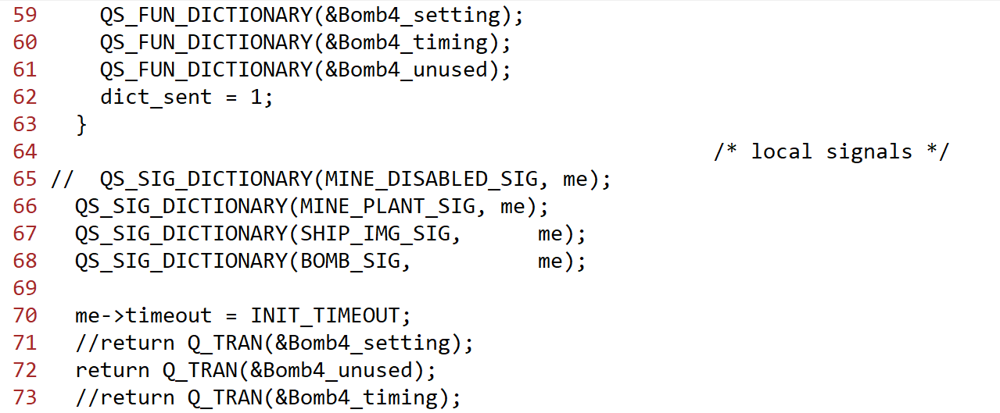 59     QS_FUN_DICTIONARY(&Bomb4_setting);
60     QS_FUN_DICTIONARY(&Bomb4_timing);
61     QS_FUN_DICTIONARY(&Bomb4_unused);
62     dict_sent = 1;
63   }
64                                                      /* local signals */
65 //  QS_SIG_DICTIONARY(MINE_DISABLED_SIG, me);
66   QS_SIG_DICTIONARY(MINE_PLANT_SIG, me);
67   QS_SIG_DICTIONARY(SHIP_IMG_SIG,      me);
68   QS_SIG_DICTIONARY(BOMB_SIG,          me);
69
70   me->timeout = INIT_TIMEOUT;
71   //return Q_TRAN(&Bomb4_setting);
72   return Q_TRAN(&Bomb4_unused);
73   //return Q_TRAN(&Bomb4_timing);